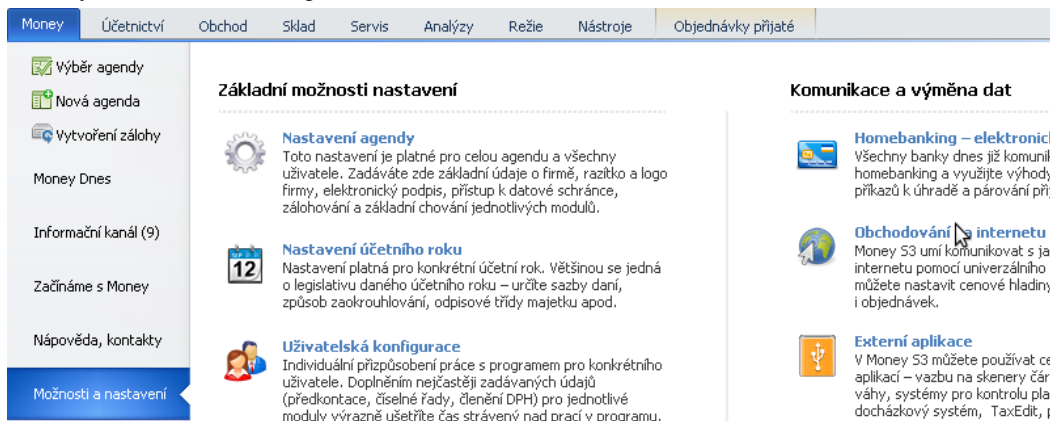 Money Účetnictví Obchod Sklad Servis Analýzy Režie Nástroje Objednávky přijaté
Výběr agendy
Nová agenda
Vytvoření zálohy
Money Dnes
Informační kanál (9)
Začínáme s Money
Nápověda, kontakty
Možnosti a nastavení
Základní možnosti nastavení
Nastavení agendy
Toto nastavení je platné pro celou agendu a všechny
uživatele. Zadáváte zde základní údaje o firmě, razítko a logo
firmy, elektronický podpis, přístup k datové schránce,
zálohování a základní chování jednotlivých modulů.
Nastavení účetního roku
12
Nastavení platná pro konkrétní účetní rok. Většinou se jedná
o legislativu daného účetního roku – určíte sazby daní,
způsob zaokrouhlování, odpisové třídy majetku apod.
Uživatelská konfigurace
Individuální přizpůsobení práce s programem pro konkrétního
uživatele. Doplněním nejčastěji zadávaných údajů
(předkontace, číselné řady, členění DPH) pro jednotlivé
moduly výrazně ušetříte čas strávený nad prací v programu.
Komunikace a výměna dat
Homebanking –
Všechny banky dnes již
homebanking a využijte výhody
příkazů k úhradě a párování
Obchodování internetu
Money S3 umí komunikovat s
internetu pomocí univerzálního
můžete nastavit cenové hladiny
i objednávek.
Externí aplikace
V Money S3 můžete používat
aplikací – vazbu na skenery
váhy, systémy pro kontrolu
docházkový systém, TaxEdit,